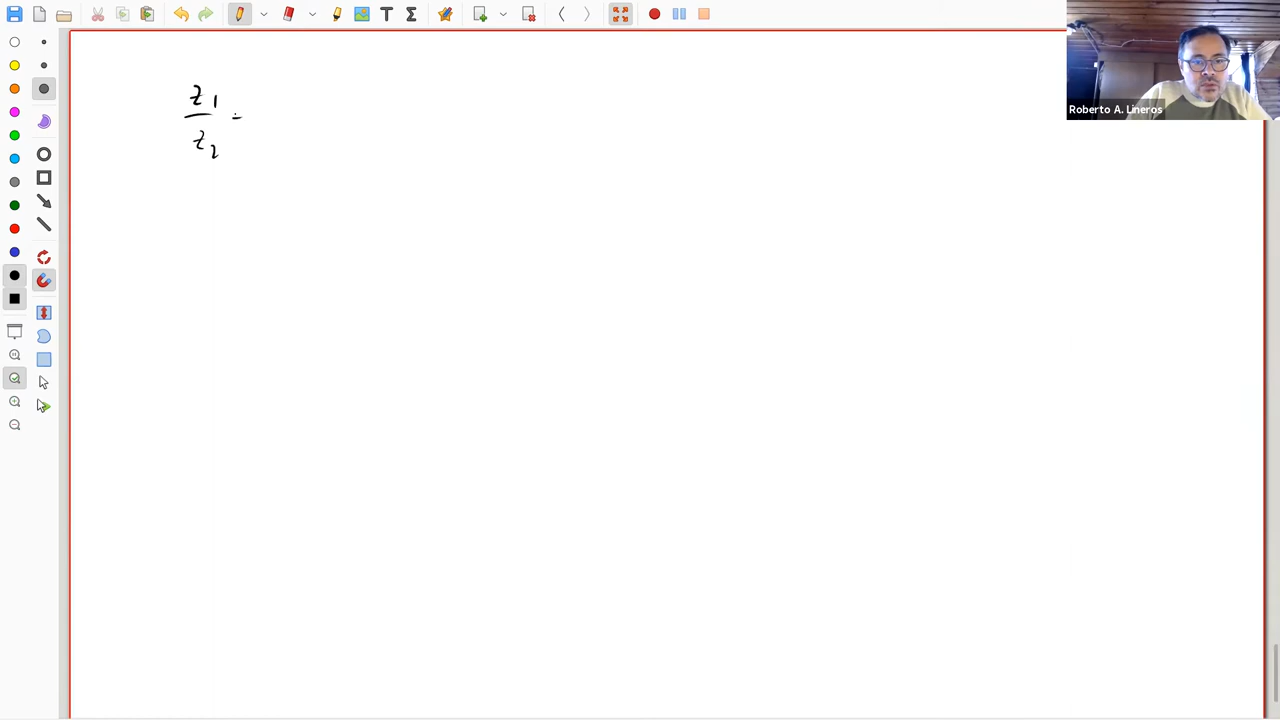 z₁
z₂ =
Roberto A. Lineros